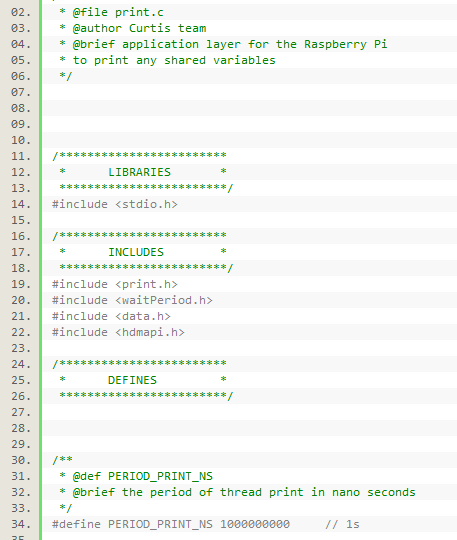 02. * @file print.c
03. * @author Curtis team
04. * @brief application layer for the Raspberry Pi
05. * to print any shared variables
06. */
07.
08.
09.
10.
11. /************************
12. *      LIBRARIES       *
13. ************************/
14. #include <stdio.h>
15.
16. /************************
17. *      INCLUDES        *
18. ************************/
19. #include <print.h>
20. #include <waitPeriod.h>
21. #include <data.h>
22. #include <hdmapi.h>
23.
24. /************************
25. *      DEFINES         *
26. ************************/
27.
28.
29.
30. /**
31. * @def PERIOD_PRINT_NS
32. * @brief the period of thread print in nano seconds
33. */
34. #define PERIOD_PRINT_NS 1000000000     // 1s